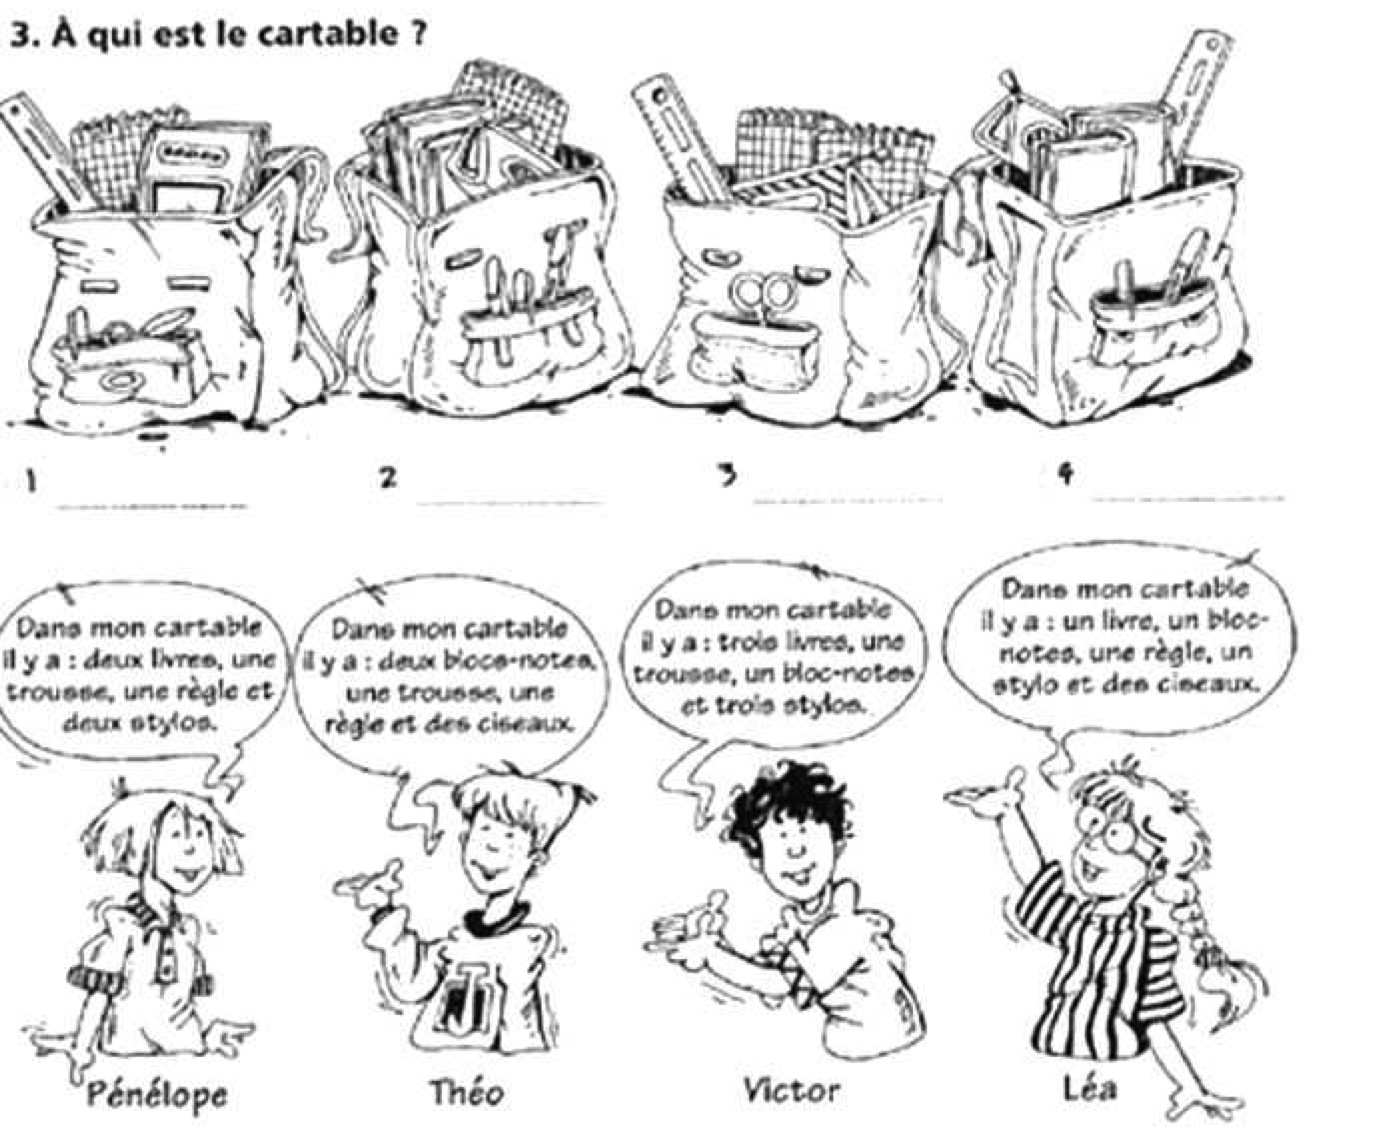 3. À qui est le cartable ?
1
2
3
4
Dans mon cartable
il y a : deux livres, une
trousse, une règle et
deux stylos.
Dans mon cartable
il y a : deux blocs-notes,
une trousse, une
règle et des ciseaux.
Dans mon cartable
il y a : trois livres, une
trousse, un bloc-notes
et trois stylos.
Dans mon cartable
il y a : un livre, un bloc-
notes, une règle, un
stylo et des ciseaux.
J
Pénélope
Théo
Victor
Léa